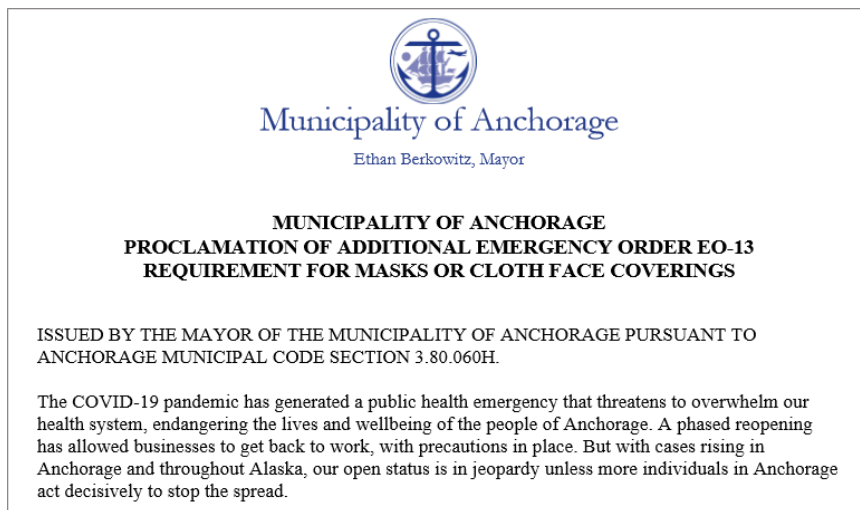 Municipality of Anchorage
Ethan Berkowitz, Mayor
MUNICIPALITY OF ANCHORAGE
PROCLAMATION OF ADDITIONAL EMERGENCY ORDER EO-13
REQUIREMENT FOR MASKS OR CLOTH FACE COVERINGS
ISSUED BY THE MAYOR OF THE MUNICIPALITY OF ANCHORAGE PURSUANT TO
ANCHORAGE MUNICIPAL CODE SECTION 3.80.060H.
The COVID-19 pandemic has generated a public health emergency that threatens to overwhelm our
health system, endangering the lives and wellbeing of the people of Anchorage. A phased reopening
has allowed businesses to get back to work, with precautions in place. But with cases rising in
Anchorage and throughout Alaska, our open status is in jeopardy unless more individuals in Anchorage
act decisively to stop the spread.